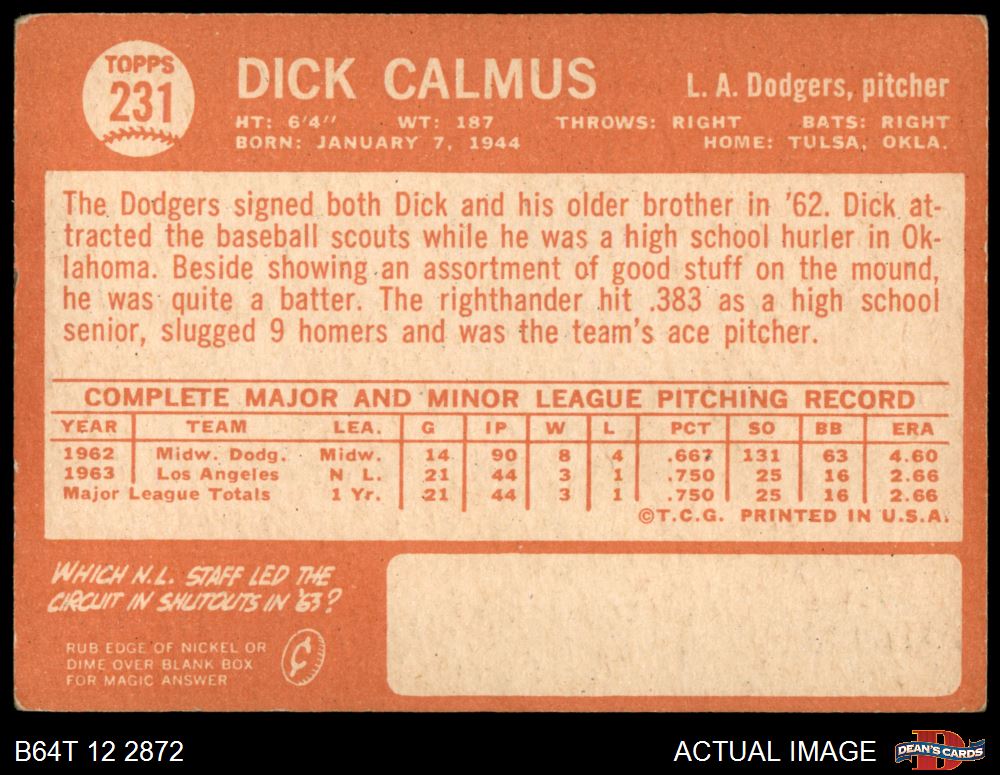 TOPPS
231
DICK CALMUS
L. A. Dodgers, pitcher
HT: 6'4" WT: 187 THROWS: RIGHT BATS: RIGHT
BORN: JANUARY 7, 1944 HOME: TULSA, OKLA.
The Dodgers signed both Dick and his older brother in '62. Dick at-
tracted the baseball scouts while he was a high school hurler in Ok-
lahoma. Beside showing an assortment of good stuff on the mound,
he was quite a batter. The righthander hit .383 as a high school
senior, slugged 9 homers and was the team's ace pitcher.
COMPLETE MAJOR AND MINOR LEAGUE PITCHING RECORD
YEAR TEAM LEA. G IP W L PCT SO BB ERA
1962 Midw. Dodg. Midw. 14 90 8 4 .667 131 63 4.60
1963 Los Angeles N L. 21 44 3 1 .750 25 16 2.66
Major League Totals 1 Yr. 21 44 3 1 .750 25 16 2.66
©T.C.G. PRINTED IN U.S.A.
WHICH N.L. STAFF LED THE
CIRCUIT IN SHUTOUTS IN '63?
RUB EDGE OF NICKEL OR
DIME OVER BLANK BOX
FOR MAGIC ANSWER
¢
B64T 12 2872
ACTUAL IMAGE
B
DEAN'S CARDS